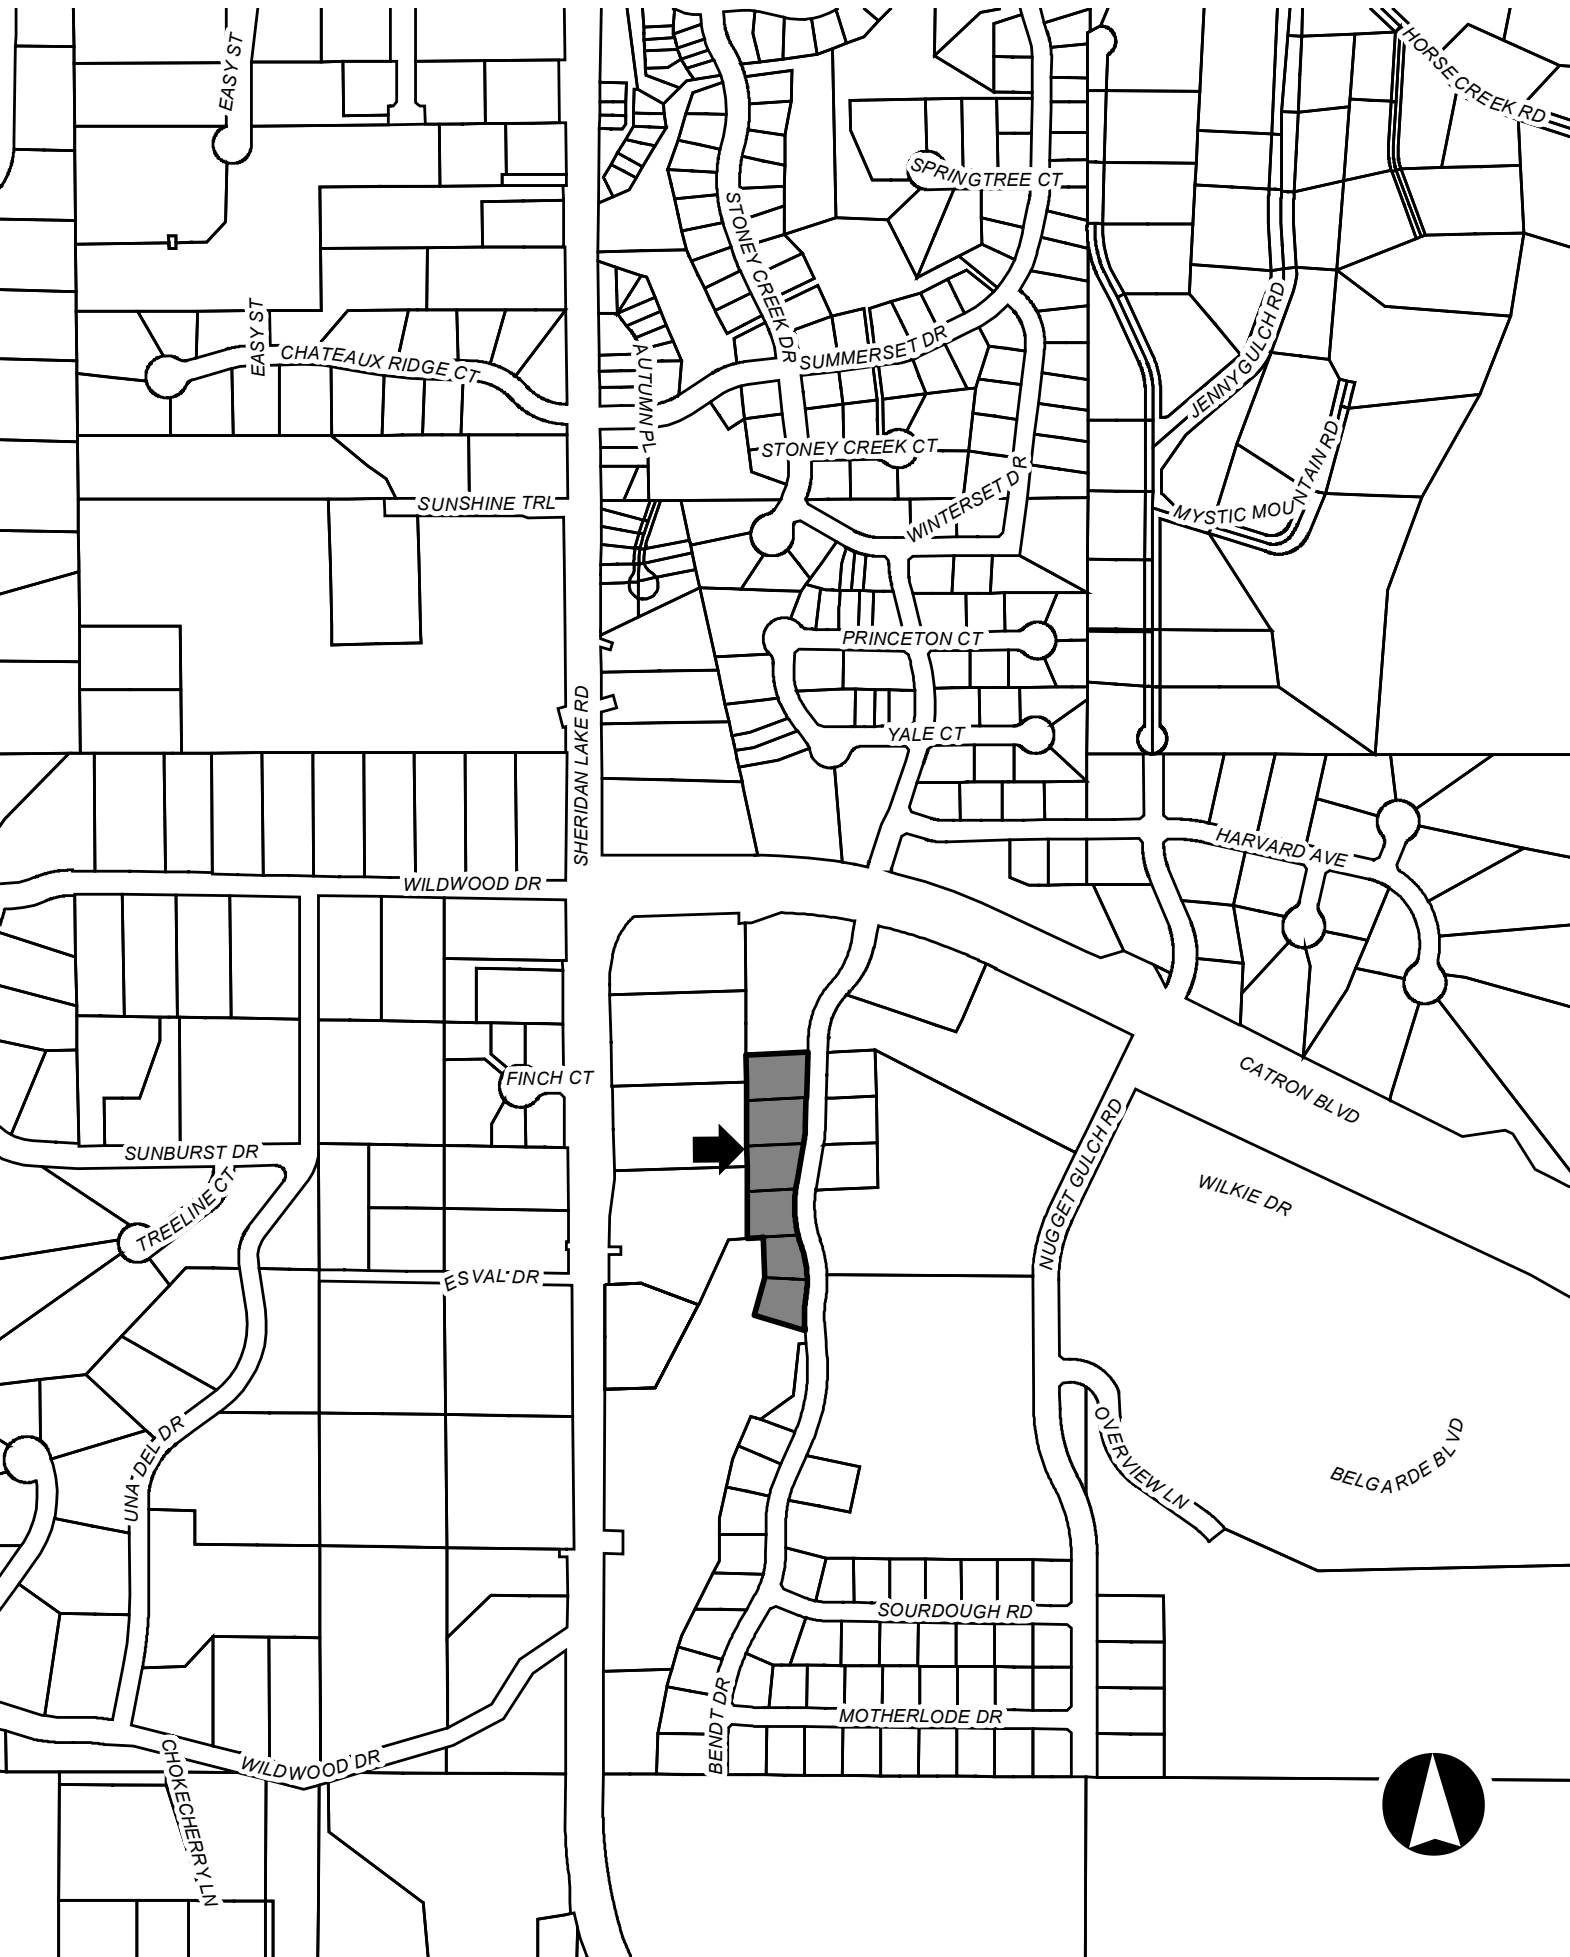 EASY ST
HORSE CREEK RD
SPRINGTREE CT
STONEY CREEK DR
EASY ST
CHATEAUX RIDGE CT
AUTUMN PL
SUMMERSET DR
JENNY GULCH RD
STONEY CREEK CT
SUNSHINE TRL
WINTERSET DR
MYSTIC MOUNTAIN RD
PRINCETON CT
SHERIDAN LAKE RD
YALE CT
HARVARD AVE
WILDWOOD DR
FINCH CT
CATRON BLVD
SUNBURST DR
TREELINE CT
NUGGET GULCH RD
WILKIE DR
ESVAL DR
UNA DEL DR
OVERVIEW LN
BELGARDE BLVD
SOURDOUGH RD
BENDT DR
MOTHERLODE DR
CHOKECHERRY LN
WILDWOOD DR